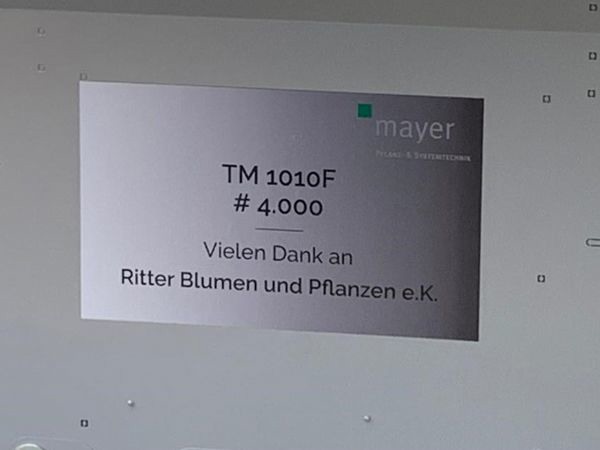 mayer
PFLANZ- & SYSTEMTECHNIK
TM 1010F
# 4.000
Vielen Dank an
Ritter Blumen und Pflanzen e.K.